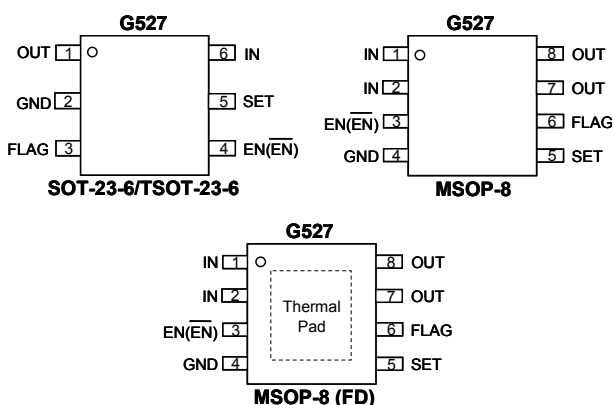 G527
OUT 1 6 IN
GND 2 5 SET
FLAG 3 4 EN(E̅N̅)
SOT-23-6/TSOT-23-6
G527
IN 1 8 OUT
IN 2 7 OUT
EN(E̅N̅) 3 6 FLAG
GND 4 5 SET
MSOP-8
G527
IN 1 8 OUT
IN 2 7 OUT
Thermal
Pad
EN(E̅N̅) 3 6 FLAG
GND 4 5 SET
MSOP-8 (FD)